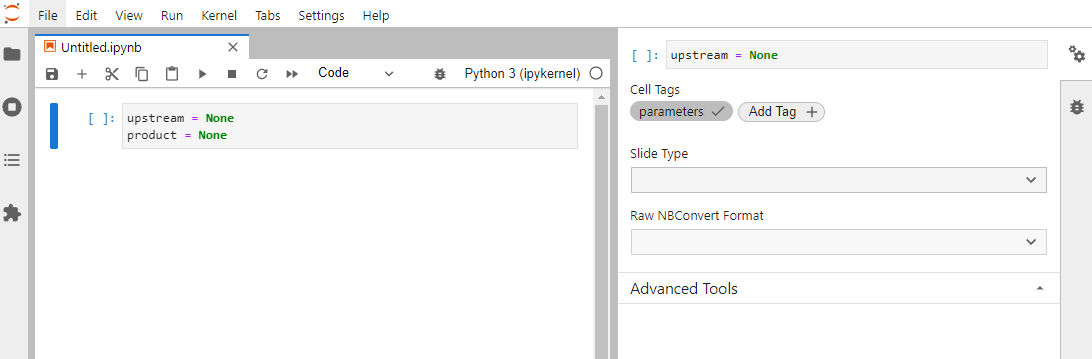 File Edit View Run Kernel Tabs Settings Help
Untitled.ipynb
Code Python 3 (ipykernel)
[ ]: upstream = None
product = None
[ ]: upstream = None
Cell Tags
parameters Add Tag
Slide Type
Raw NBConvert Format
Advanced Tools